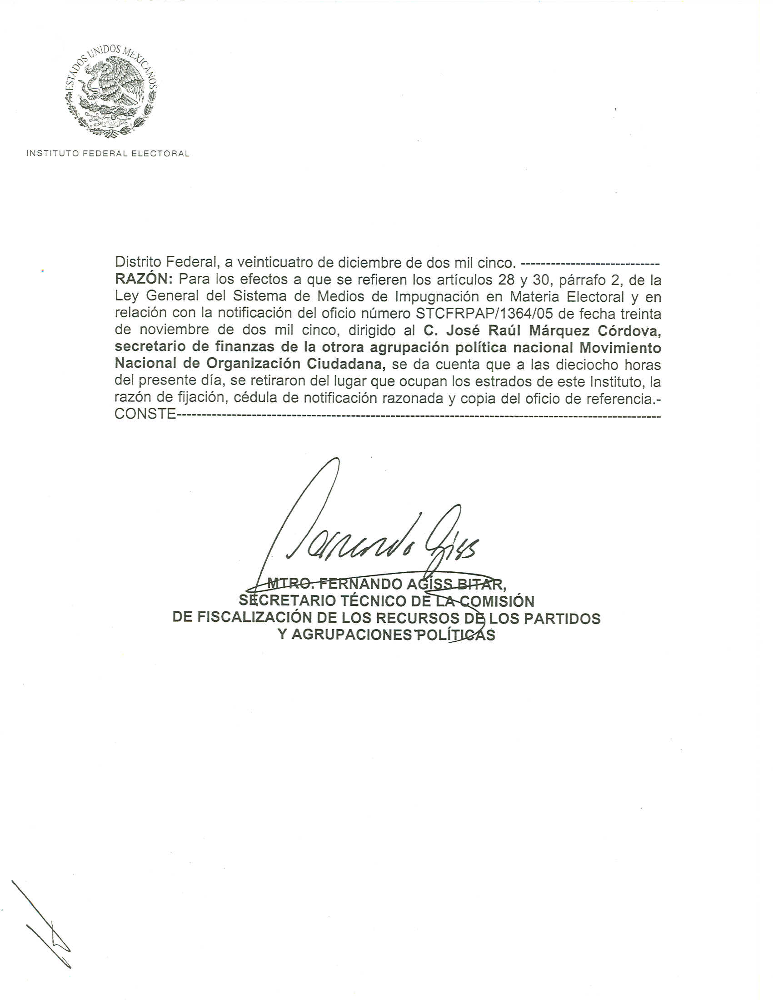 ESTADOS UNIDOS MEXICANOS
INSTITUTO FEDERAL ELECTORAL
Distrito Federal, a veinticuatro de diciembre de dos mil cinco. ----------------------------
RAZÓN: Para los efectos a que se refieren los artículos 28 y 30, párrafo 2, de la
Ley General del Sistema de Medios de Impugnación en Materia Electoral y en
relación con la notificación del oficio número STCFRPAP/1364/05 de fecha treinta
de noviembre de dos mil cinco, dirigido al C. José Raúl Márquez Córdova,
secretario de finanzas de la otrora agrupación política nacional Movimiento
Nacional de Organización Ciudadana, se da cuenta que a las dieciocho horas
del presente día, se retiraron del lugar que ocupan los estrados de este Instituto, la
razón de fijación, cédula de notificación razonada y copia del oficio de referencia.-
CONSTE--------------------------------------------------------------------------------------------------
Fernando Agiss
MTRO. FERNANDO AGÍSS BITAR,
SECRETARIO TÉCNICO DE LA COMISIÓN
DE FISCALIZACIÓN DE LOS RECURSOS DE LOS PARTIDOS
Y AGRUPACIONES POLÍTICAS